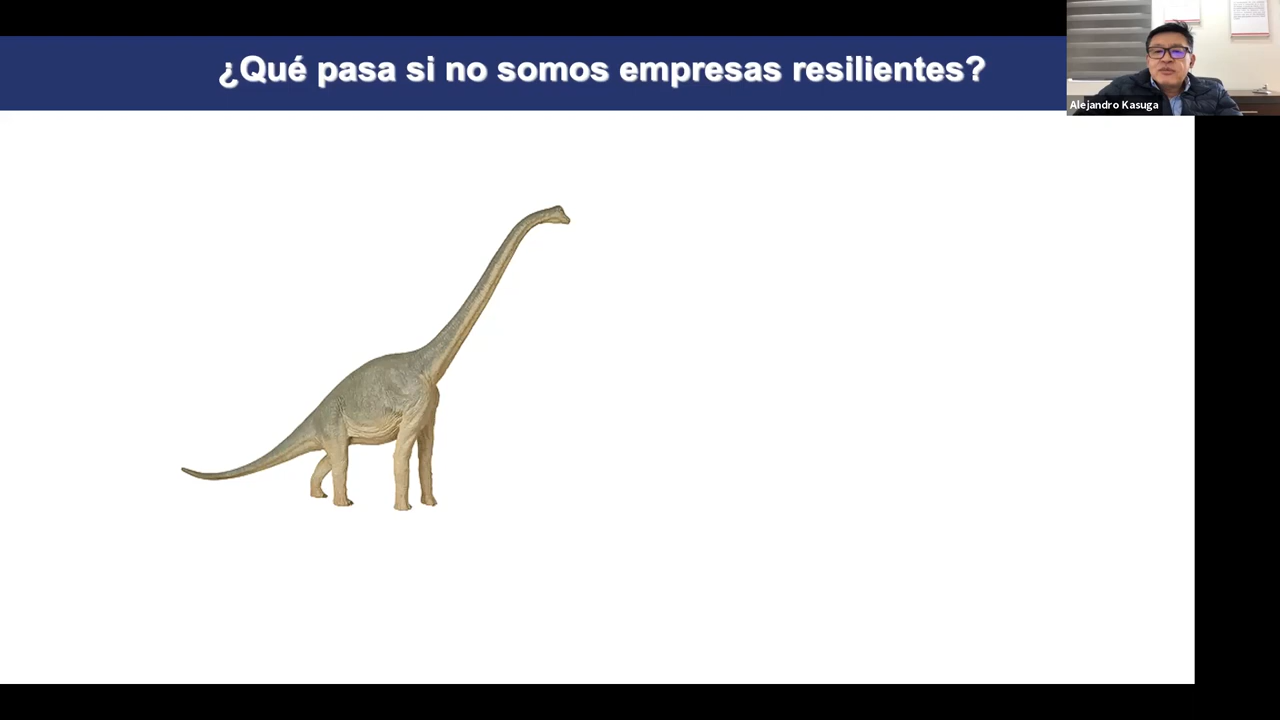 ¿Qué pasa si no somos empresas resilientes?
Alejandro Kasuga